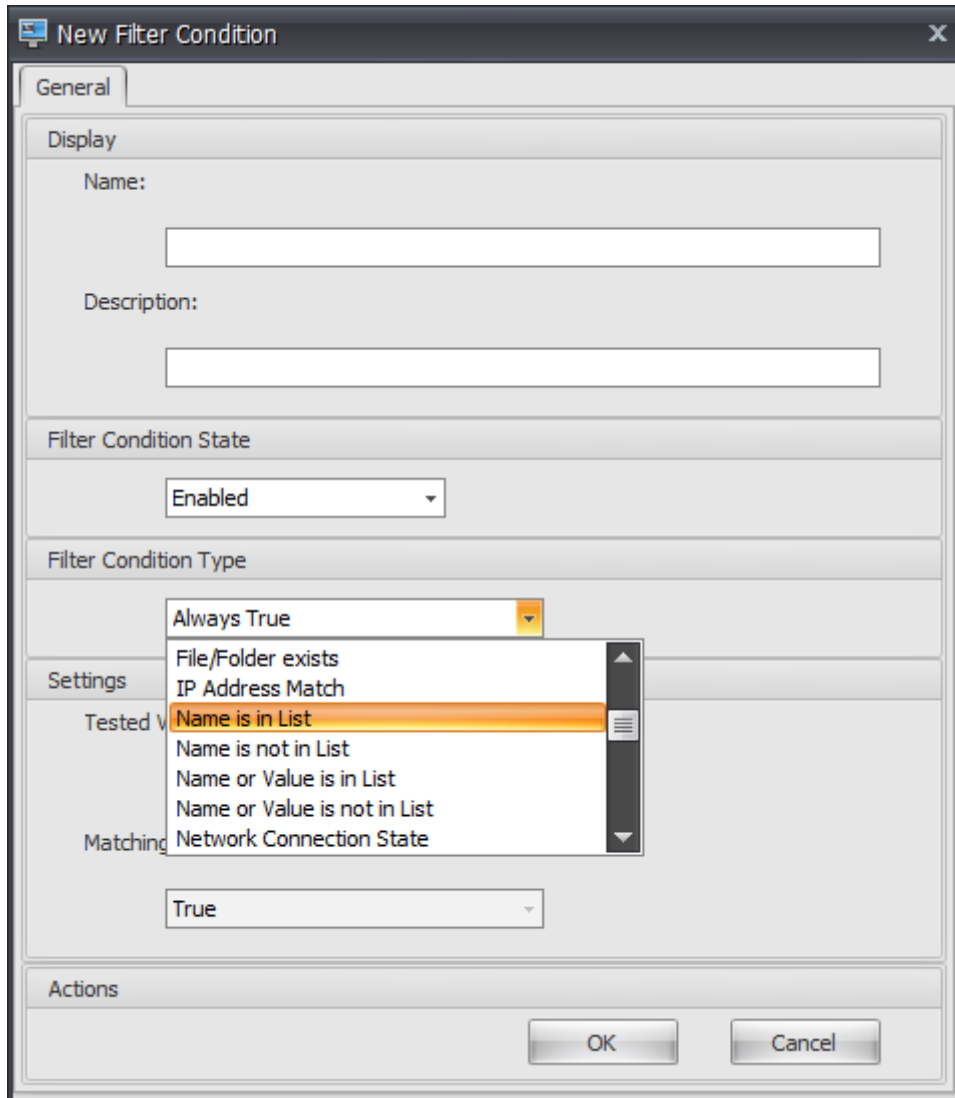 New Filter Condition
General
Display
Name:
Description:
Filter Condition State
Enabled
Filter Condition Type
Always True
File/Folder exists
IP Address Match
Settings
Name is in List
Tested
Name is not in List
Name or Value is in List
Name or Value is not in List
Matching
Network Connection State
True
Actions
OK
Cancel